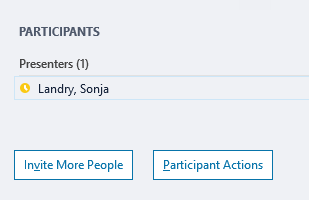 PARTICIPANTS
Presenters (1)
Landry, Sonja
Invite More People
Participant Actions